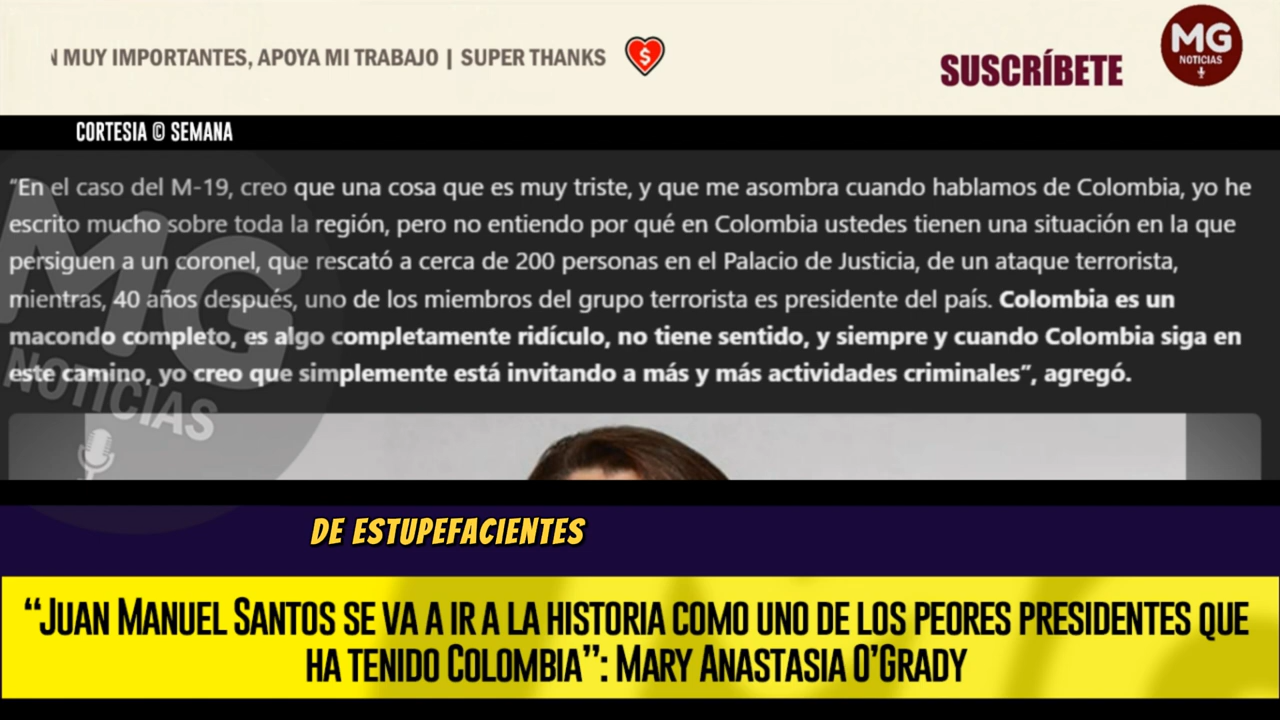 N MUY IMPORTANTES, APOYA MI TRABAJO | SUPER THANKS
SUSCRÍBETE
MG
NOTICIAS
CORTESIA © SEMANA
“En el caso del M-19, creo que una cosa que es muy triste, y que me asombra cuando hablamos de Colombia, yo he
escrito mucho sobre toda la región, pero no entiendo por qué en Colombia ustedes tienen una situación en la que
persiguen a un coronel, que rescató a cerca de 200 personas en el Palacio de Justicia, de un ataque terrorista,
mientras, 40 años después, uno de los miembros del grupo terrorista es presidente del país. Colombia es un
macondo completo, es algo completamente ridículo, no tiene sentido, y siempre y cuando Colombia siga en
este camino, yo creo que simplemente está invitando a más y más actividades criminales”, agregó.
MG
NOTICIAS
DE ESTUPEFACIENTES
“JUAN MANUEL SANTOS SE VA A IR A LA HISTORIA COMO UNO DE LOS PEORES PRESIDENTES QUE
HA TENIDO COLOMBIA”: MARY ANASTASIA O’GRADY